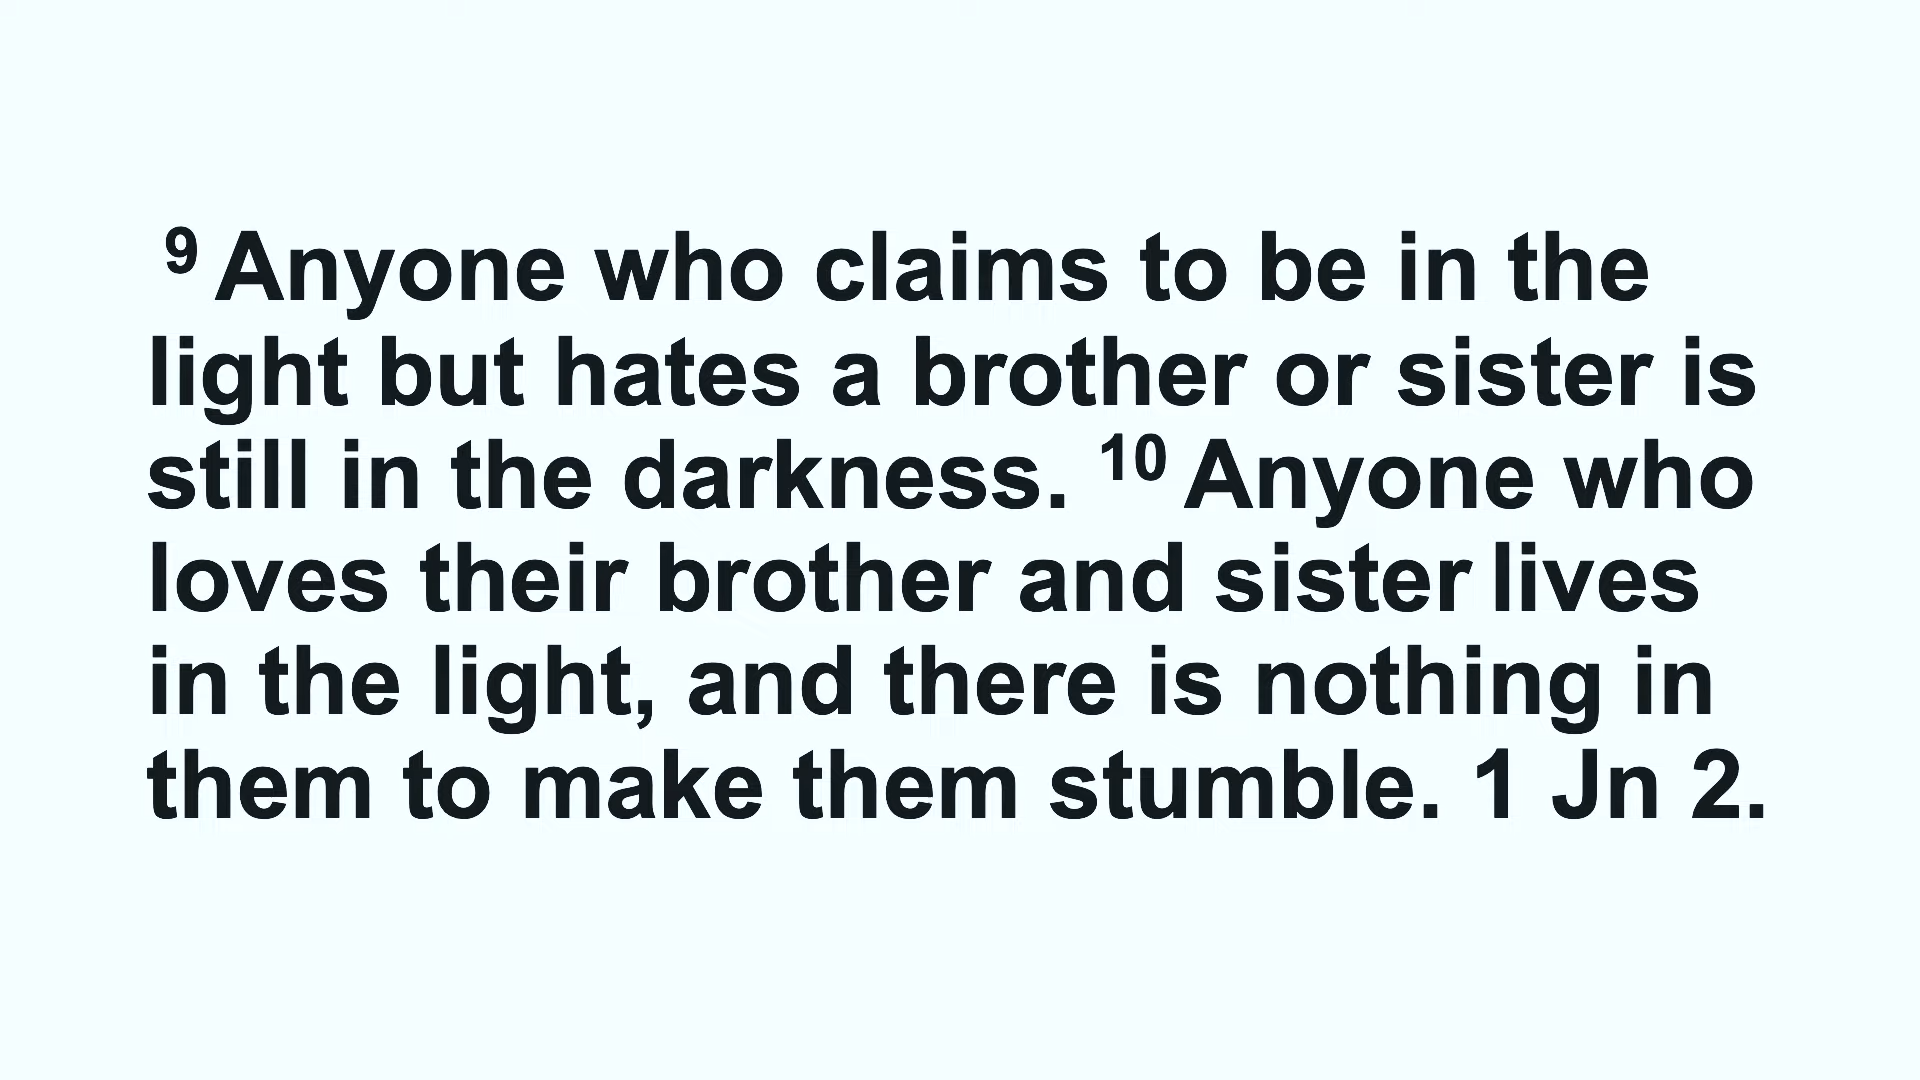 ⁹ Anyone who claims to be in the
light but hates a brother or sister is
still in the darkness. ¹⁰ Anyone who
loves their brother and sister lives
in the light, and there is nothing in
them to make them stumble. 1 Jn 2.